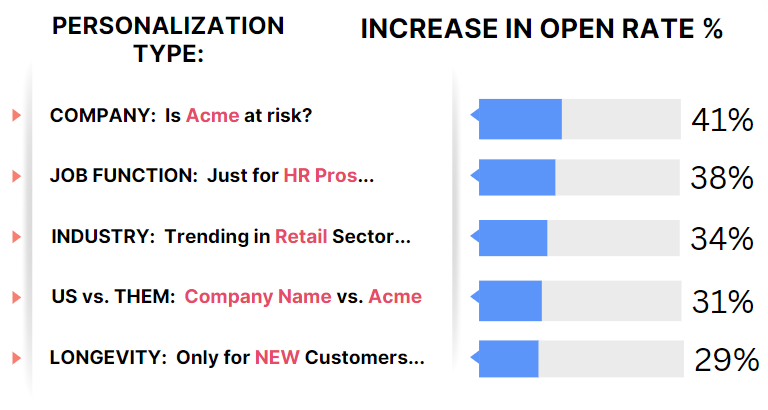 PERSONALIZATION
TYPE:
INCREASE IN OPEN RATE %
COMPANY: Is Acme at risk?
41%
JOB FUNCTION: Just for HR Pros...
38%
INDUSTRY: Trending in Retail Sector...
34%
US vs. THEM: Company Name vs. Acme
31%
LONGEVITY: Only for NEW Customers...
29%